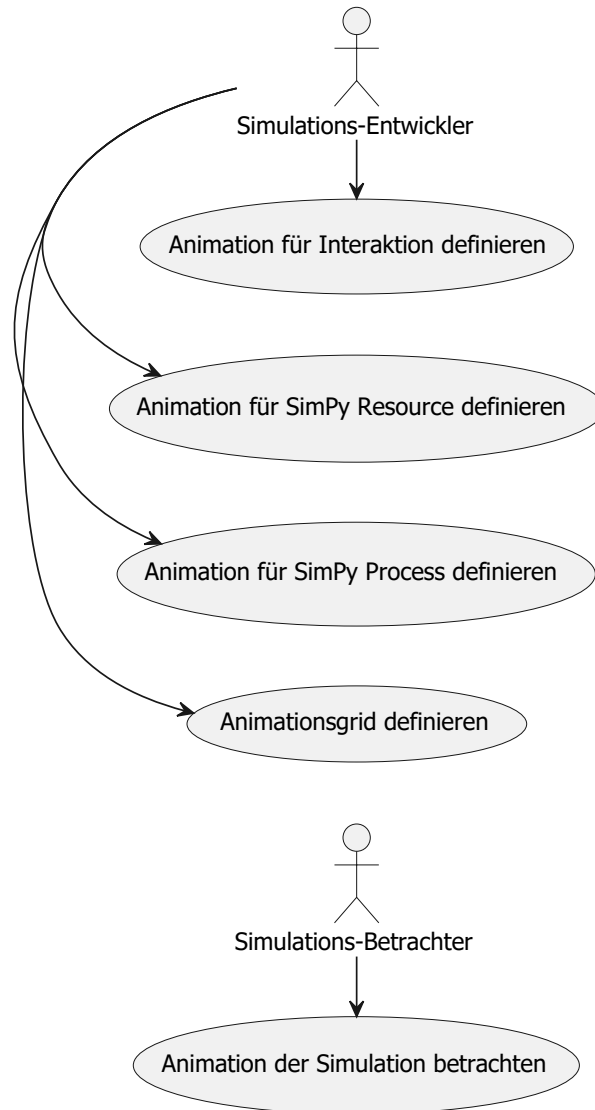 Simulations-Entwickler
Animation für Interaktion definieren
Animation für SimPy Resource definieren
Animation für SimPy Process definieren
Animationsgrid definieren
Simulations-Betrachter
Animation der Simulation betrachten